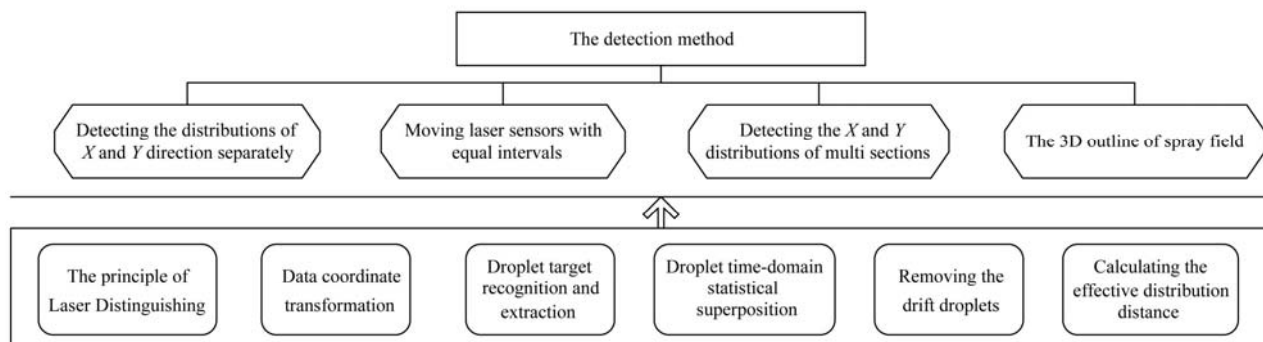 The detection method
Detecting the distributions of
X and Y direction separately
Moving laser sensors with
equal intervals
Detecting the X and Y
distributions of multi sections
The 3D outline of spray field
The principle of
Laser Distinguishing
Data coordinate
transformation
Droplet target
recognition and
extraction
Droplet time-domain
statistical
superposition
Removing the
drift droplets
Calculating the
effective distribution
distance